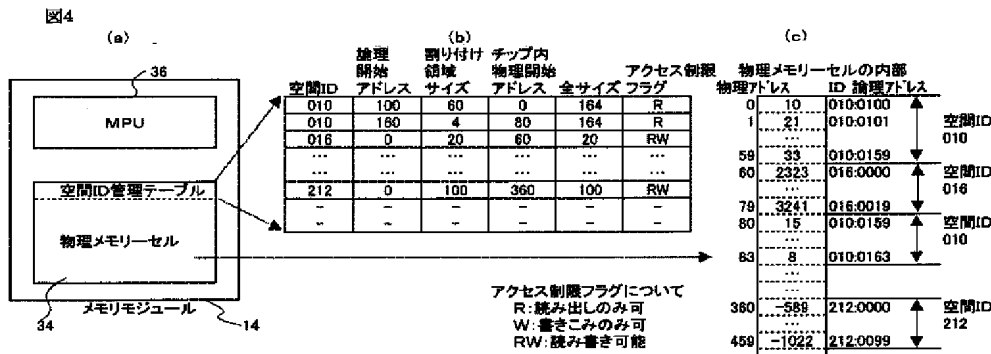 図4
(a)
36
MPU
空間ID管理テーブル
物理メモリーセル
メモリモジュール
34
14
(b)
空間ID 論理開始アドレス 割り付け領域サイズ チップ内物理開始アドレス 全サイズ アクセス制限フラグ
010 100 60 0 164 R
010 160 4 80 164 R
016 0 20 60 20 RW
… … … … … …
… … … … … …
212 0 100 360 100 RW
− − − − − −
− − − − − −
アクセス制限フラグについて
R:読み出しのみ可
W:書きこみのみ可
RW:読み書き可能
(c)
物理メモリーセルの内部
物理アドレス ID 論理アドレス
0 10 010:0100
1 21 010:0101
…
59 33 010:0159
空間ID
010
60 2323 016:0000
…
79 3241 016:0019
空間ID
016
80 15 010:0159
…
83 8 010:0163
空間ID
010
…
…
360 -589 212:0000
…
459 -1022 212:0099
空間ID
212